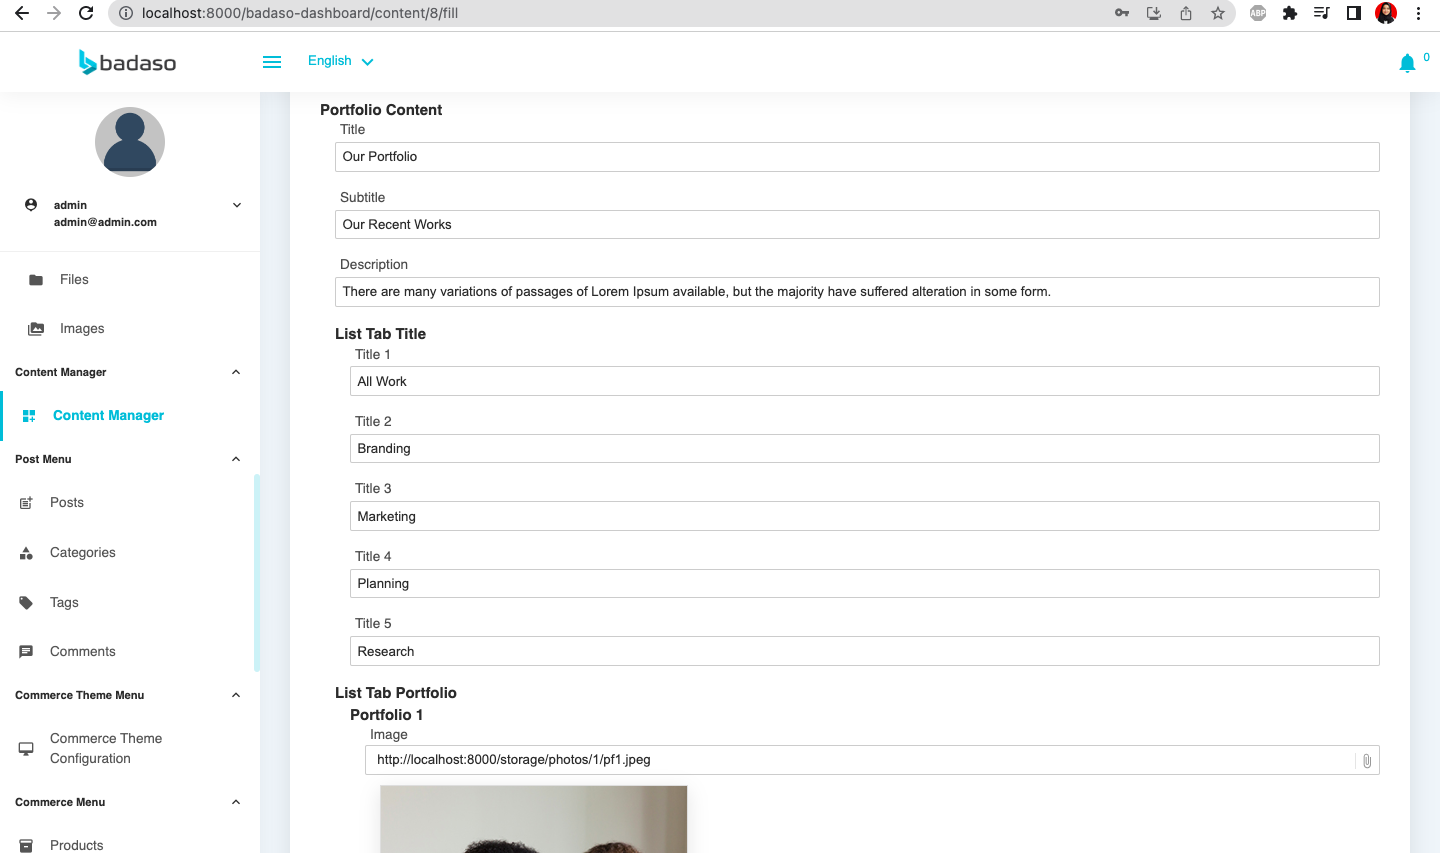 localhost:8000/badaso-dashboard/content/8/fill
ABP
badaso
English
0
admin
admin@admin.com
Files
Images
Content Manager
Content Manager
Post Menu
Posts
Categories
Tags
Comments
Commerce Theme Menu
Commerce Theme
Configuration
Commerce Menu
Products
Portfolio Content
Title
Our Portfolio
Subtitle
Our Recent Works
Description
There are many variations of passages of Lorem Ipsum available, but the majority have suffered alteration in some form.
List Tab Title
Title 1
All Work
Title 2
Branding
Title 3
Marketing
Title 4
Planning
Title 5
Research
List Tab Portfolio
Portfolio 1
Image
http://localhost:8000/storage/photos/1/pf1.jpeg